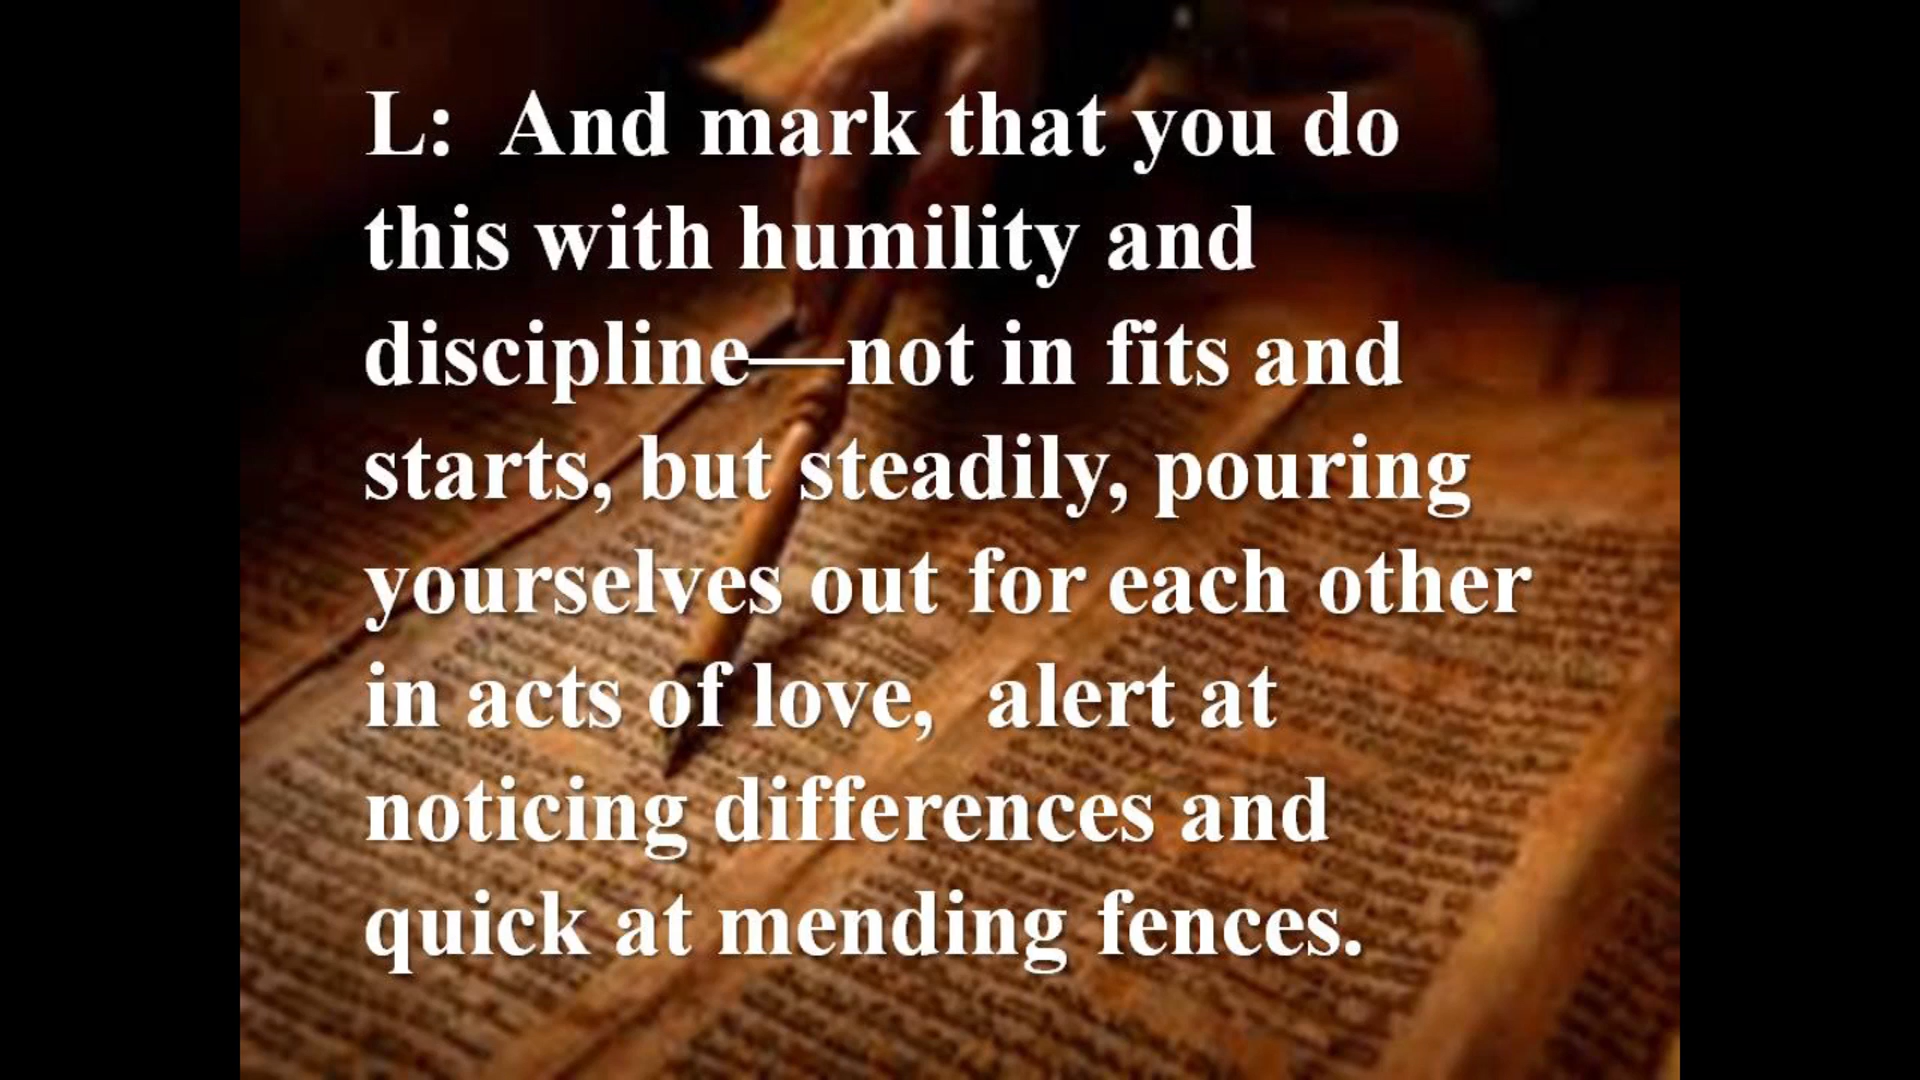 L:  And mark that you do
this with humility and
discipline—not in fits and
starts, but steadily, pouring
yourselves out for each other
in acts of love,  alert at
noticing differences and
quick at mending fences.